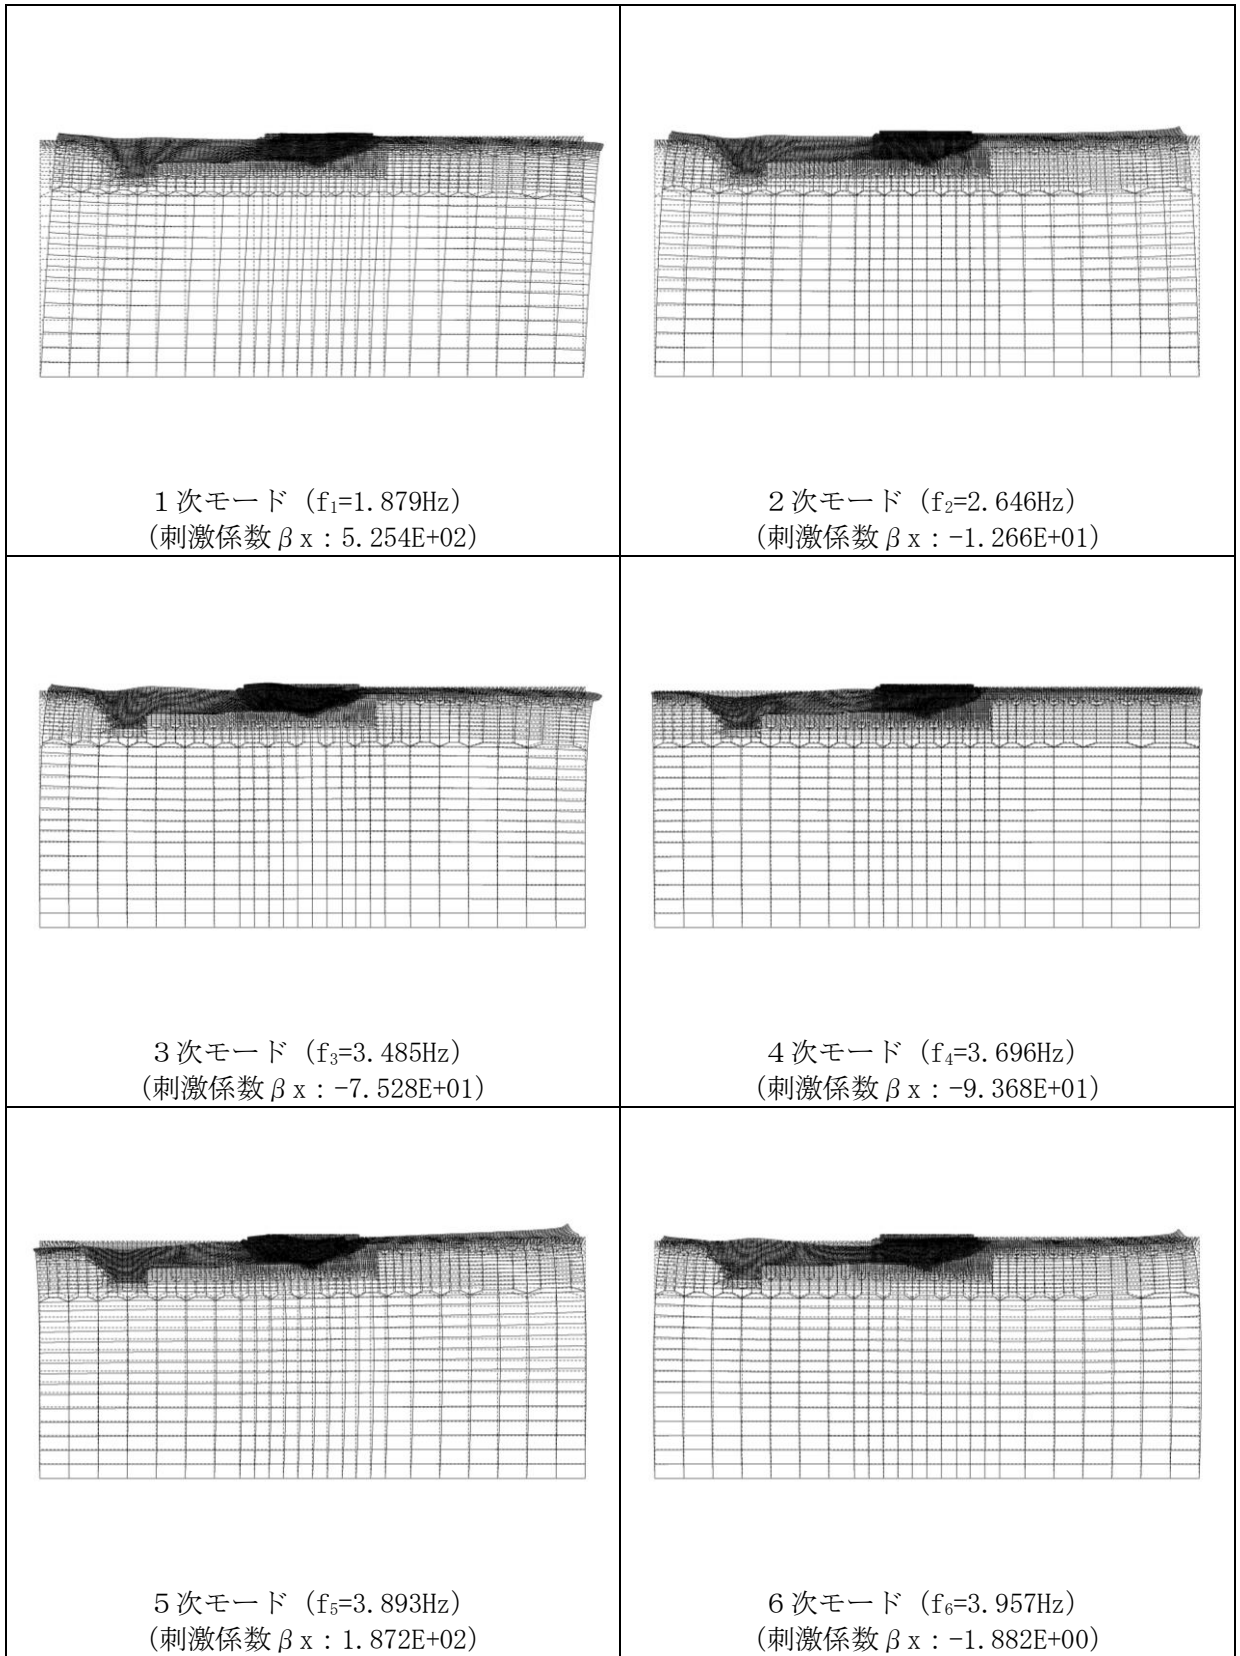 １次モード (f₁=1.879Hz)
(刺激係数βx：5.254E+02)
２次モード (f₂=2.646Hz)
(刺激係数βx：-1.266E+01)
３次モード (f₃=3.485Hz)
(刺激係数βx：-7.528E+01)
４次モード (f₄=3.696Hz)
(刺激係数βx：-9.368E+01)
５次モード (f₅=3.893Hz)
(刺激係数βx：1.872E+02)
６次モード (f₆=3.957Hz)
(刺激係数βx：-1.882E+00)